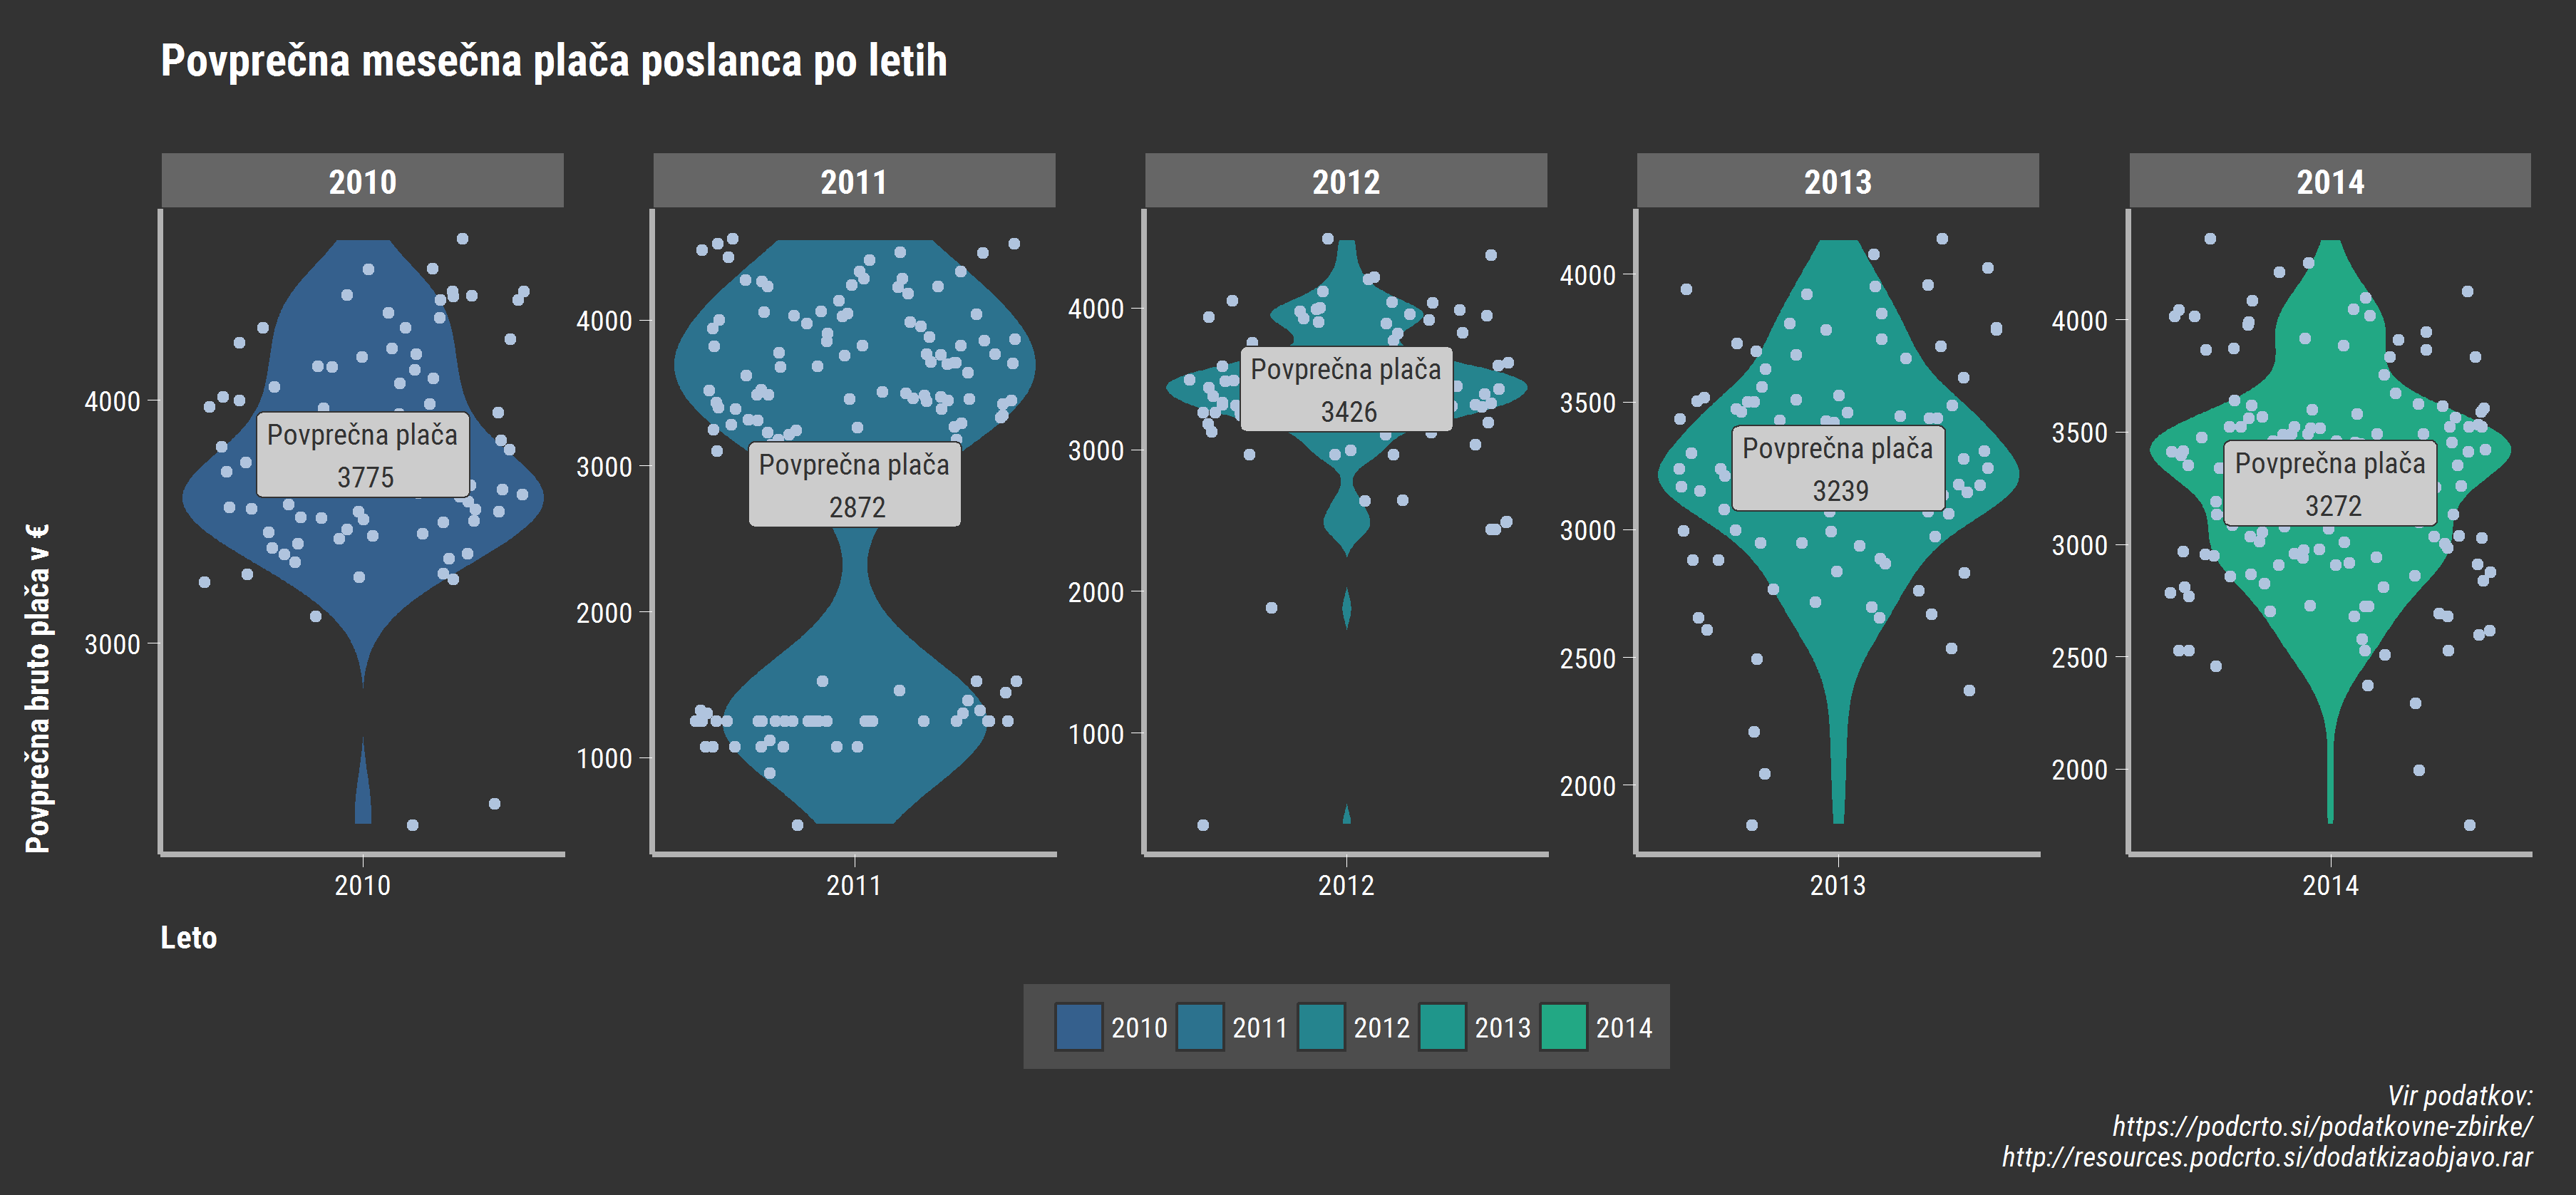 Povprečna mesečna plača poslanca po letih
2010
2011
2012
2013
2014
Povprečna bruto plača v €
4000
3000
Povprečna plača
3775
2010
4000
3000
2000
1000
Povprečna plača
2872
2011
4000
3000
2000
1000
Povprečna plača
3426
2012
4000
3500
3000
2500
2000
Povprečna plača
3239
2013
4000
3500
3000
2500
2000
Povprečna plača
3272
2014
Leto
2010 2011 2012 2013 2014
Vir podatkov:
https://podcrto.si/podatkovne-zbirke/
http://resources.podcrto.si/dodatkizaobjavo.rar